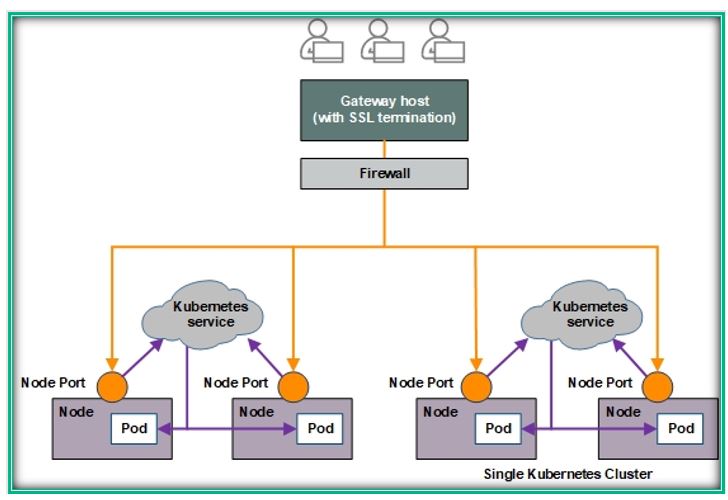 Gateway host
(with SSL termination)
Firewall
Kubernetes
service
Kubernetes
service
Node Port
Node Port
Node Port
Node Port
Node
Node
Node
Node
Pod
Pod
Pod
Pod
Single Kubernetes Cluster